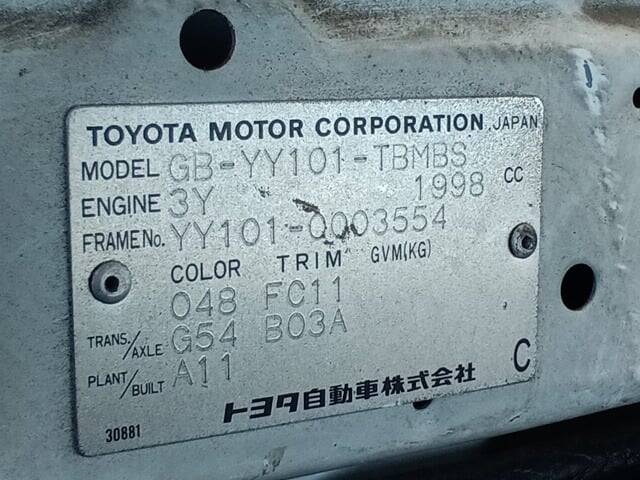 TOYOTA MOTOR CORPORATION JAPAN
MODEL GB-YY101-TBMBS
ENGINE 3Y 1998 CC
FRAME No. YY101-0003554
COLOR TRIM GVM(KG)
048 FC11
TRANS./AXLE G54 B03A
PLANT/BUILT A11
C
トヨタ自動車株式会社
30881